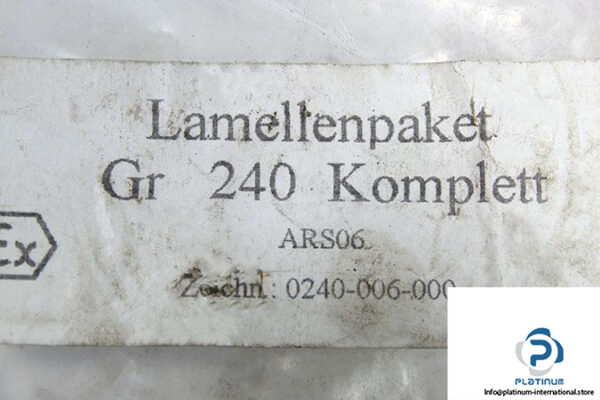 Lamellenpaket
Gr 240 Komplett
ARS06
Ex
Zeichn.: 0240-006-000
PLATINUM
Info@platinum-international.store